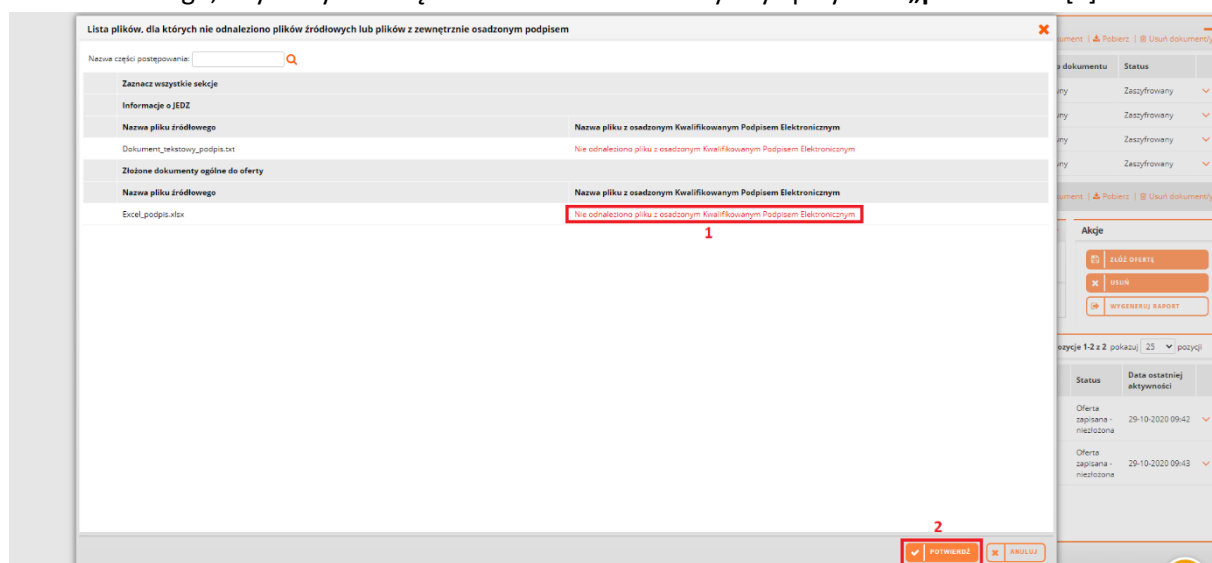 Lista plików, dla których nie odnaleziono plików źródłowych lub plików z zewnętrznie osadzonym podpisem
Nazwa części postępowania:
Zaznacz wszystkie sekcje
Informacje o JEDZ
Nazwa pliku źródłowego Nazwa pliku z osadzonym Kwalifikowanym Podpisem Elektronicznym
Dokument_tekstowy_podpis.txt Nie odnaleziono pliku z osadzonym Kwalifikowanym Podpisem Elektronicznym
Złożone dokumenty ogólne do oferty
Nazwa pliku źródłowego Nazwa pliku z osadzonym Kwalifikowanym Podpisem Elektronicznym
Excel_podpis.xlsx Nie odnaleziono pliku z osadzonym Kwalifikowanym Podpisem Elektronicznym
1
2
POTWIERDŹ ANULUJ
Pobierz | Usuń dokument/y
dokumentu Status
Zaszyfrowany
Zaszyfrowany
Zaszyfrowany
Zaszyfrowany
Pobierz | Usuń dokument/y
Akcje
ZŁÓŻ OFERTĘ
USUŃ
WYGENERUJ RAPORT
1-2 z 2 pokazuj 25 pozycji
Status Data ostatniej
aktywności
Oferta
zapisana - 29-10-2020 09:42
niezłożona
Oferta
zapisana - 29-10-2020 09:43
niezłożona